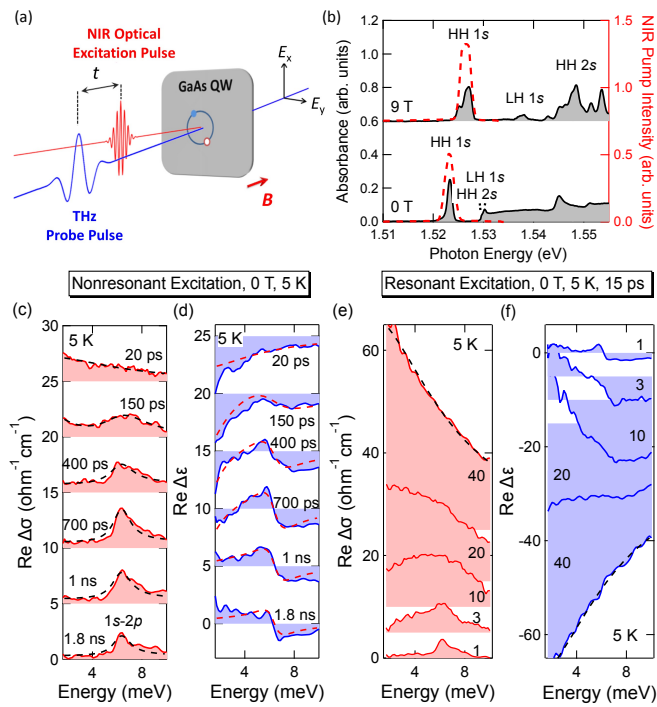 (a)
NIR Optical
Excitation Pulse
t
GaAs QW
Ex
Ey
B
THz
Probe Pulse
(b)
Absorbance (arb. units)
1.2
0.8
0.6
0.4
0.2
0.0
9 T
0 T
HH 1s
LH 1s
HH 2s
HH 1s
LH 1s
HH 2s
1.5
1.0
0.5
0.0
NIR Pump Intensity (arb. units)
1.51 1.52 1.53 1.54 1.55
Photon Energy (eV)
Nonresonant Excitation, 0 T, 5 K
Resonant Excitation, 0 T, 5 K, 15 ps
(c)
Re Δσ (ohm⁻¹ cm⁻¹)
30
25
20
15
10
5
0
5 K
20 ps
150 ps
400 ps
700 ps
1 ns
1s-2p
1.8 ns
4 8
Energy (meV)
(d)
Re Δε
25
20
15
10
5
0
5 K
20 ps
150 ps
400 ps
700 ps
1 ns
1.8 ns
4 8
Energy (meV)
(e)
60
40
20
0
5 K
40
20
10
3
1
4 8
Energy (meV)
Re Δσ (ohm⁻¹ cm⁻¹)
(f)
Re Δε
0
-20
-40
-60
1
3
10
20
40
5 K
4 8
Energy (meV)